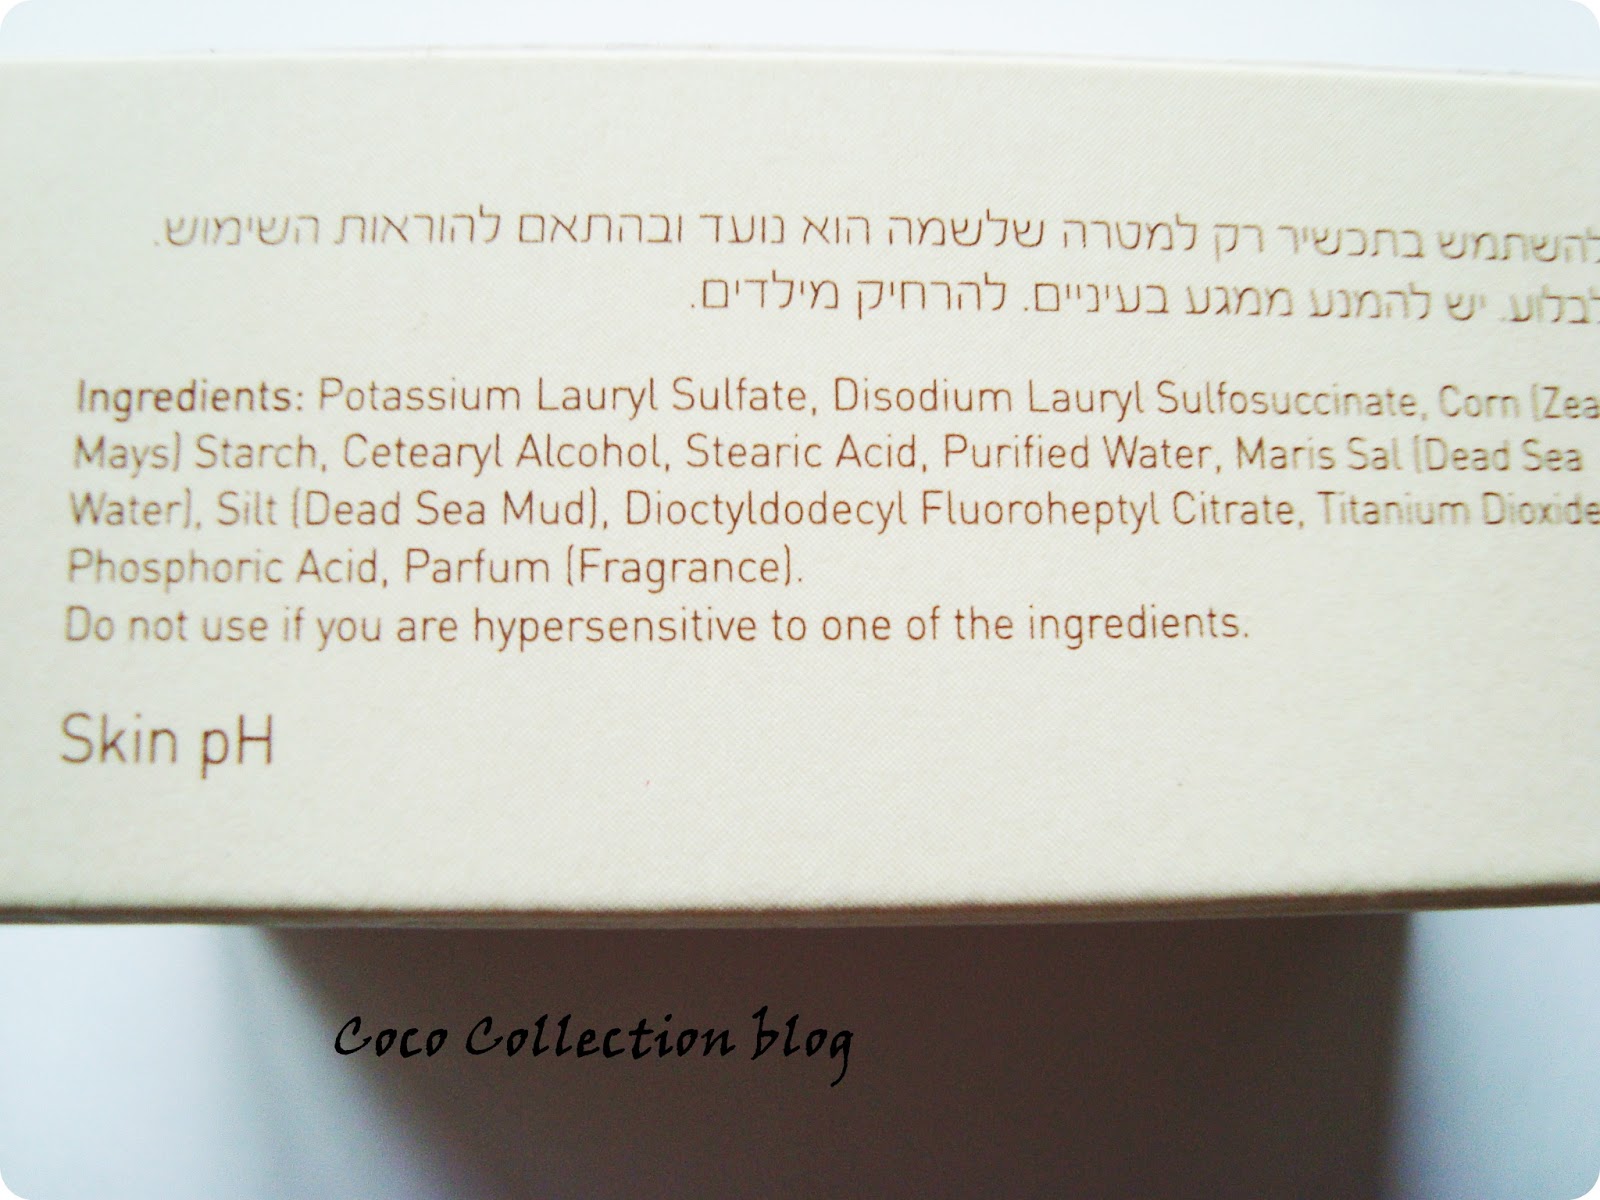 להשתמש בתכשיר רק למטרה שלשמה הוא נועד ובהתאם להוראות השימוש.
לבלוע. יש להמנע ממגע בעיניים. להרחיק מילדים.
Ingredients: Potassium Lauryl Sulfate, Disodium Lauryl Sulfosuccinate, Corn (Zea
Mays) Starch, Cetearyl Alcohol, Stearic Acid, Purified Water, Maris Sal (Dead Sea
Water), Silt (Dead Sea Mud), Dioctyldodecyl Fluoroheptyl Citrate, Titanium Dioxide
Phosphoric Acid, Parfum (Fragrance).
Do not use if you are hypersensitive to one of the ingredients.
Skin pH
Coco Collection blog